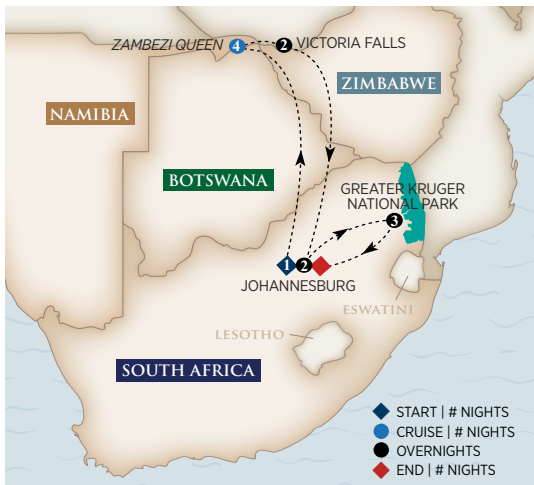 ZAMBEZI QUEEN 4 2 VICTORIA FALLS
ZIMBABWE
NAMIBIA
BOTSWANA
GREATER KRUGER
NATIONAL PARK
3
1 2
JOHANNESBURG
ESWATINI
LESOTHO
SOUTH AFRICA
START | # NIGHTS
CRUISE | # NIGHTS
OVERNIGHTS
END | # NIGHTS